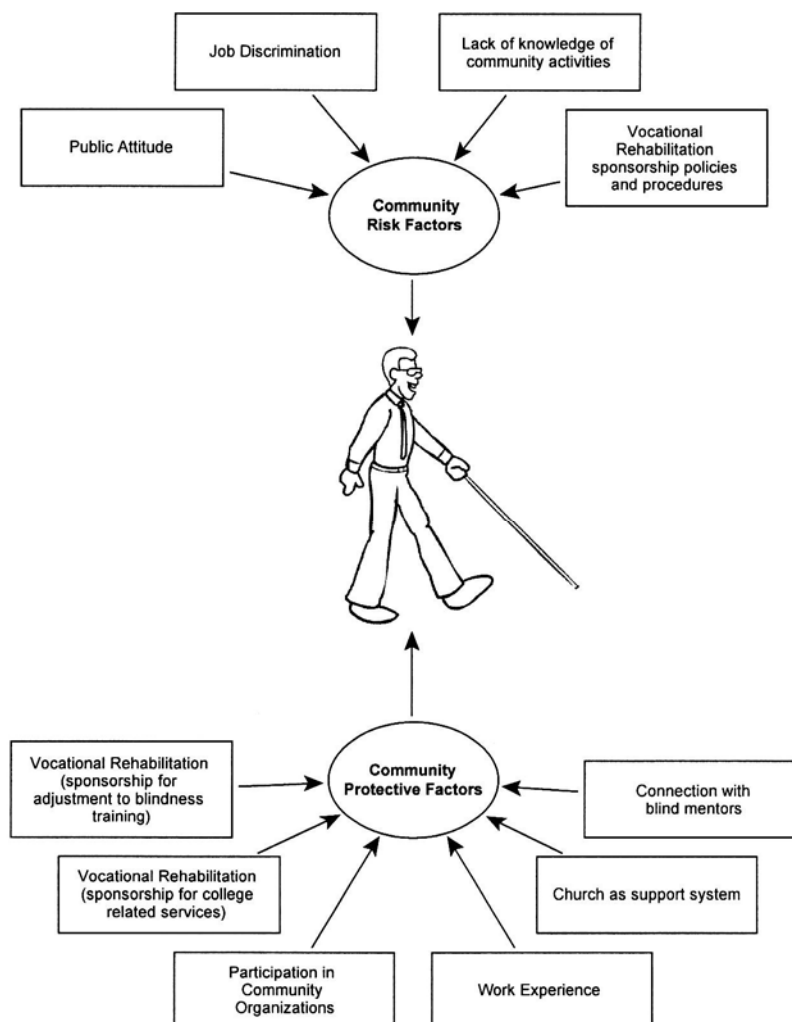 Job Discrimination
Lack of knowledge of
community activities
Public Attitude
Vocational
Rehabilitation
sponsorship policies
and procedures
Community
Risk Factors
Community
Protective Factors
Vocational Rehabilitation
(sponsorship for
adjustment to blindness
training)
Connection with
blind mentors
Vocational Rehabilitation
(sponsorship for college
related services)
Church as support system
Participation in
Community
Organizations
Work Experience